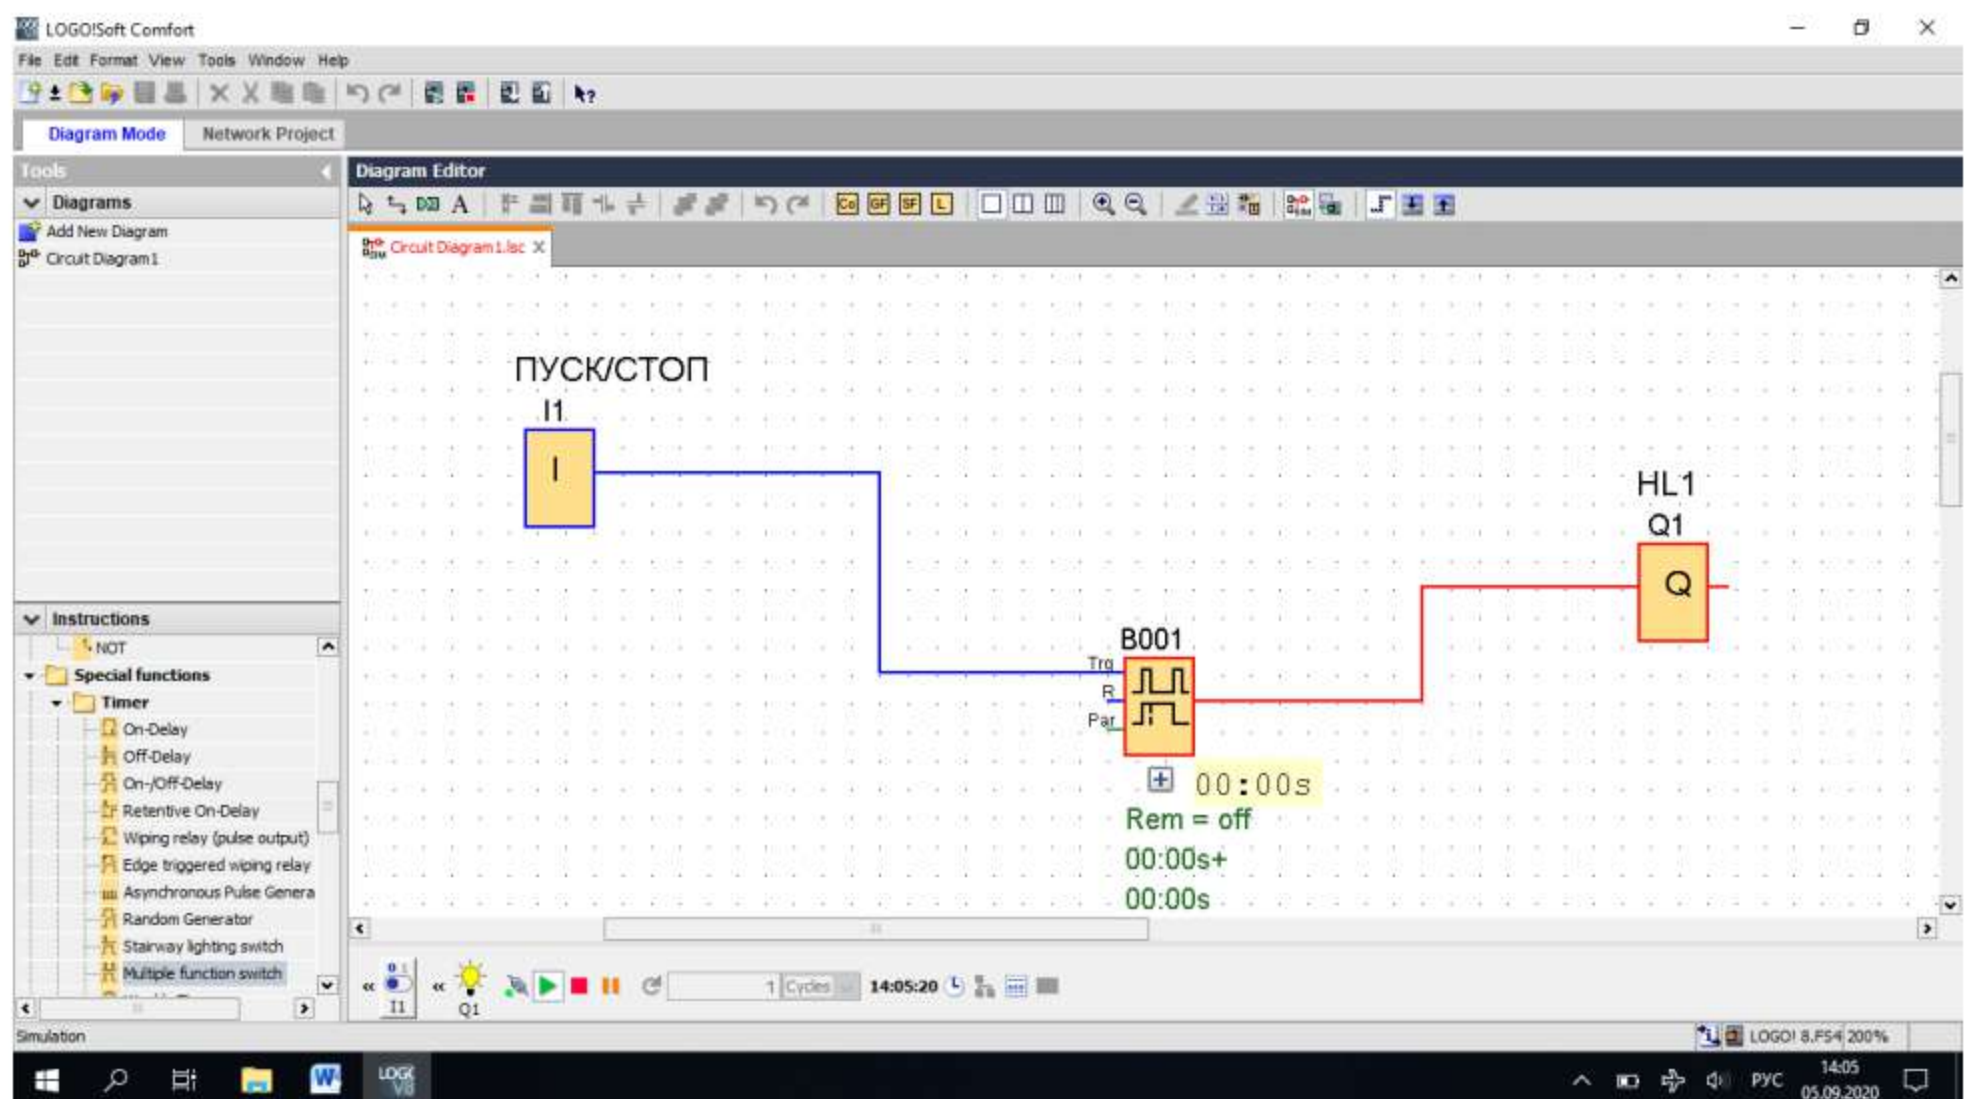 LOGO!Soft Comfort
File Edit Format View Tools Window Help
Diagram Mode Network Project
Tools
Diagram Editor
Diagrams
Add New Diagram
Circuit Diagram1
Co GF SF L
Circuit Diagram1.lsc
ПУСК/СТОП
I1
I
HL1
Q1
Q
B001
Trg
R
Par
00:00s
Rem = off
00:00s+
00:00s
Instructions
NOT
Special functions
Timer
On-Delay
Off-Delay
On-/Off-Delay
Retentive On-Delay
Wiping relay (pulse output)
Edge triggered wiping relay
Asynchronous Pulse Genera
Random Generator
Stairway lighting switch
Multiple function switch
I1
Q1
1 Cycles
14:05:20
Simulation
LOGO! 8.FS4 200%
РУС
14:05
05.09.2020